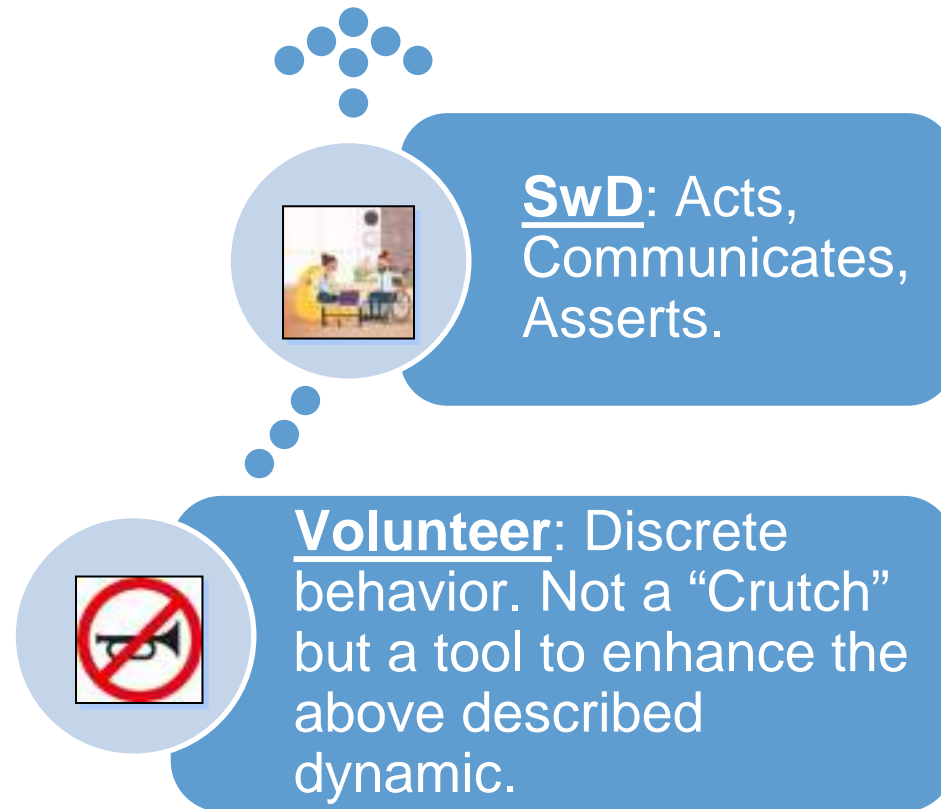 SwD: Acts,
Communicates,
Asserts.
Volunteer: Discrete
behavior. Not a “Crutch”
but a tool to enhance the
above described
dynamic.